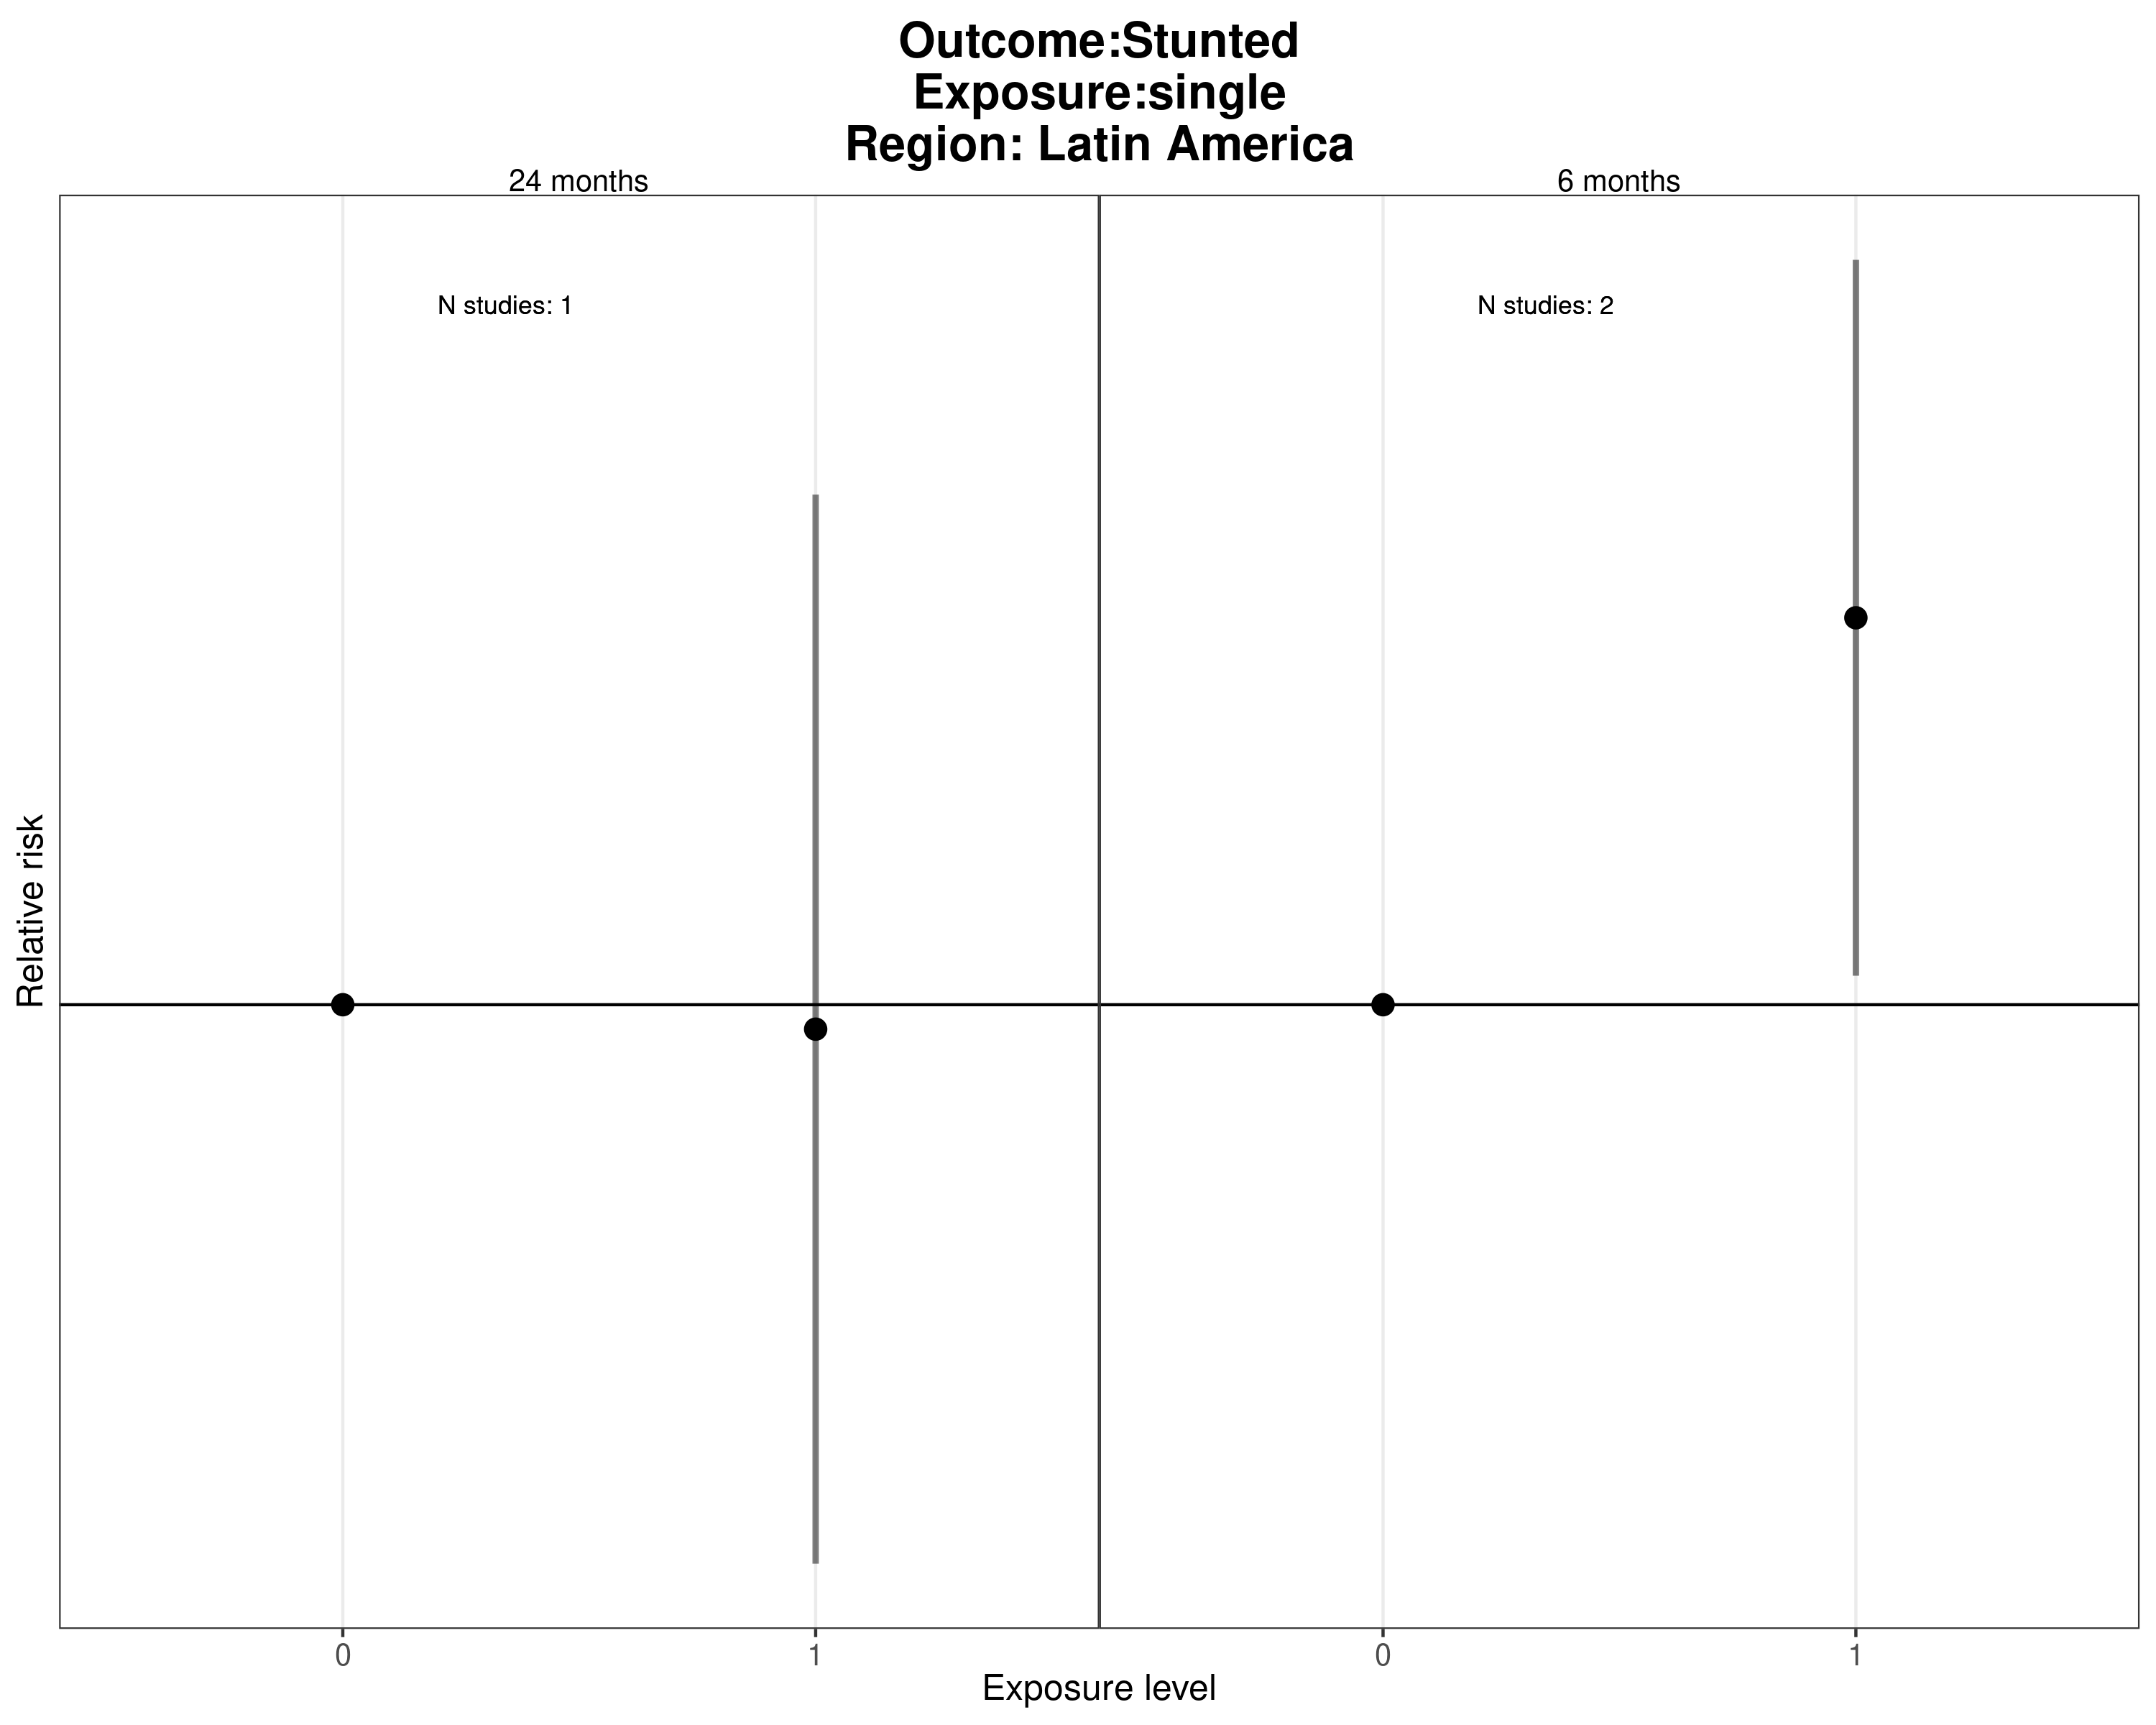 Outcome:Stunted
Exposure:single
Region: Latin America
24 months
6 months
N studies: 1
N studies: 2
Relative risk
0
1
0
1
Exposure level